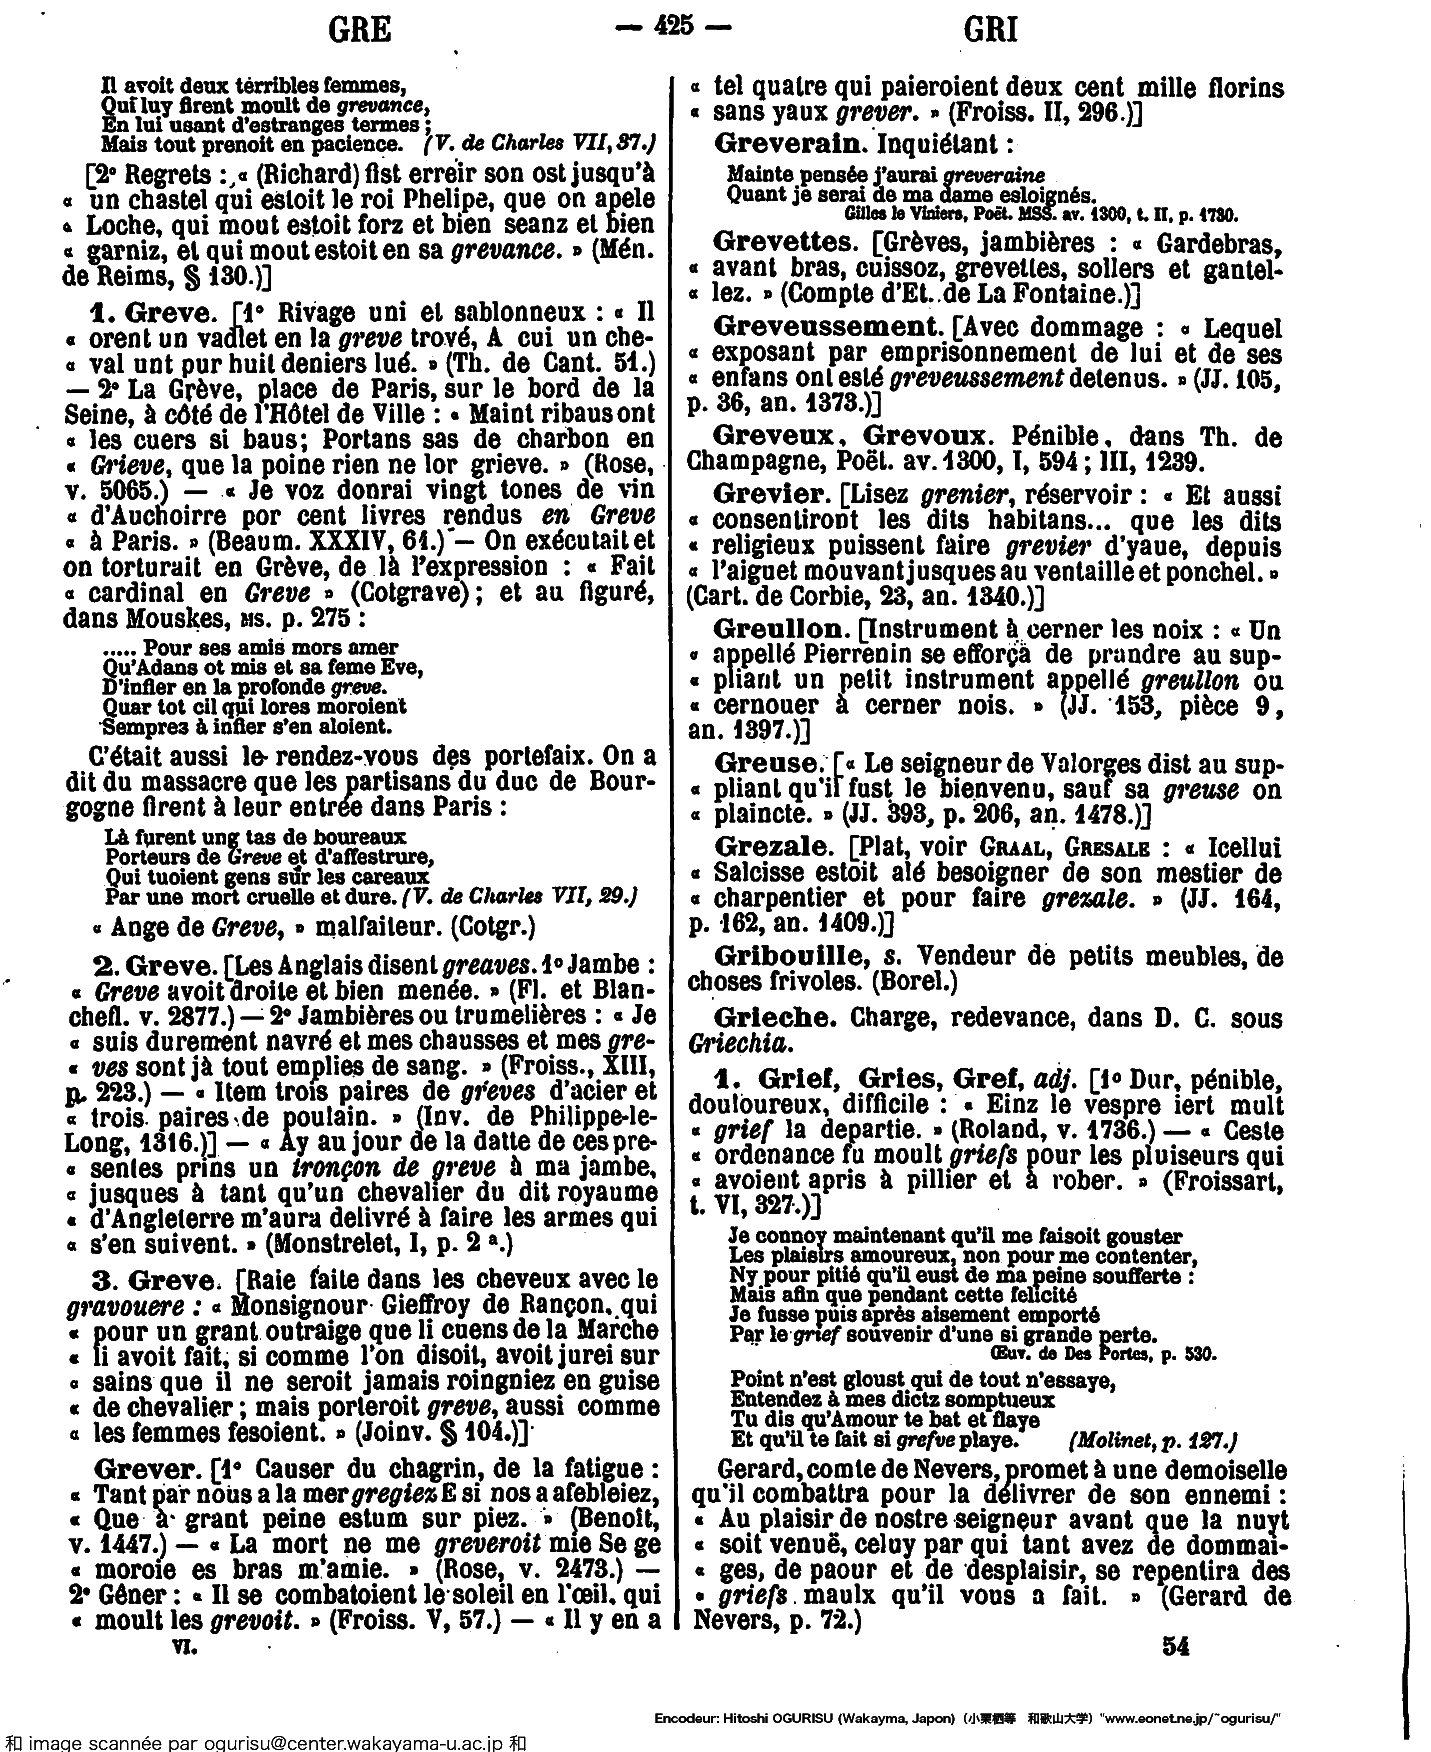 GRE — 425 — GRI
Il avoit deux terribles femmes,
Qui luy firent moult de grevance,
En lui usant d'estranges termes ;
Mais tout prenoit en pacience. (V. de Charles VII, 37.)
[2° Regrets : « (Richard) fist erreir son ost jusqu'à
« un chastel qui estoit le roi Phelipe, que on apele
« Loche, qui mout estoit forz et bien seanz et bien
« garniz, et qui mout estoit en sa grevance. » (Mén.
de Reims, § 130.)]
1. Greve. [1° Rivage uni et sablonneux : « Il
« orent un vadlet en la greve trové, A cui un che-
« val unt pur huit deniers lué. » (Th. de Cant. 51.)
— 2° La Grève, place de Paris, sur le bord de la
Seine, à côté de l'Hôtel de Ville : « Maint ribaus ont
« les cuers si baus ; Portans sas de charbon en
« Grieve, que la poine rien ne lor grieve. » (Rose,
v. 5065.) — « Je voz donrai vingt tones de vin
« d'Auchoirre por cent livres rendus en Greve
« à Paris. » (Beaum. XXXIV, 61.) — On exécutait et
on torturait en Grève, de là l'expression : « Fait
« cardinal en Greve » (Cotgrave) ; et au figuré,
dans Mouskes, MS. p. 275 :
..... Pour ses amis mors amer
Qu'Adans ot mis et sa feme Eve,
D'infier en la profonde greve.
Quar tot cil qui lores moroient
Sempres à infier s'en aloient.
C'était aussi le rendez-vous des portefaix. On a
dit du massacre que les partisans du duc de Bour-
gogne firent à leur entrée dans Paris :
Là furent ung tas de boureaux
Porteurs de Greve et d'affestrure,
Qui tuoient gens sur les careaux
Par une mort cruelle et dure. (V. de Charles VII, 29.)
« Ange de Greve, » malfaiteur. (Cotgr.)
2. Greve. [Les Anglais disent greaves. 1° Jambe :
« Greve avoit droite et bien menée. » (Fl. et Blan-
chefl. v. 2877.) — 2° Jambières ou trumelières : « Je
« suis durement navré et mes chausses et mes gre-
« ves sont jà tout emplies de sang. » (Froiss., XIII,
p. 223.) — « Item trois paires de greves d'acier et
« trois paires de poulain. » (Inv. de Philippe-le-
Long, 1316.)] — « Ay au jour de la datte de ces pre-
« sentes prins un tronçon de greve à ma jambe,
« jusques à tant qu'un chevalier du dit royaume
« d'Angleterre m'aura delivré à faire les armes qui
« s'en suivent. » (Monstrelet, I, p. 2 ª.)
3. Greve. [Raie faite dans les cheveux avec le
gravouere : « Monsignour Gieffroy de Rançon, qui
« pour un grant outraige que li cuens de la Marche
« li avoit fait, si comme l'on disoit, avoit jurei sur
« sains que il ne seroit jamais roingniez en guise
« de chevalier ; mais porteroit greve, aussi comme
« les femmes fesoient. » (Joinv. § 104.)]
Grever. [1° Causer du chagrin, de la fatigue :
« Tant par nous a la mer gregiez E si nos a afebleiez,
« Que à grant peine estum sur piez. » (Benoit,
v. 1447.) — « La mort ne me greveroit mie Se ge
« moroie es bras m'amie. » (Rose, v. 2473.) —
2° Gêner : « Il se combatoient le soleil en l'œil, qui
« moult les grevoit. » (Froiss. V, 57.) — « Il y en a
VI.
« tel quatre qui paieroient deux cent mille florins
« sans yaux grever. » (Froiss. II, 296.)]
Greverain. Inquiétant :
Mainte pensée j'aurai greveraine
Quant je serai de ma dame esloignés.
Gilles le Viniers, Poët. MSS. av. 1300, t. II, p. 1730.
Grevettes. [Grèves, jambières : « Gardebras,
« avant bras, cuissoz, grevettes, sollers et gantel-
« lez. » (Compte d'Et. de La Fontaine.)]
Greveussement. [Avec dommage : « Lequel
« exposant par emprisonnement de lui et de ses
« enfans ont esté greveussement detenus. » (JJ. 105,
p. 36, an. 1373.)]
Greveux, Grevoux. Pénible, dans Th. de
Champagne, Poët. av. 1300, I, 594 ; III, 1239.
Grevier. [Lisez grenier, réservoir : « Et aussi
« consentiront les dits habitans... que les dits
« religieux puissent faire grevier d'yaue, depuis
« l'aiguet mouvant jusques au ventaille et ponchel. »
(Cart. de Corbie, 23, an. 1340.)]
Greullon. [Instrument à cerner les noix : « Un
« appellé Pierrenin se efforça de prandre au sup-
« pliant un petit instrument appellé greullon ou
« cernouer à cerner nois. » (JJ. 153, pièce 9,
an. 1397.)]
Greuse. [« Le seigneur de Valorges dist au sup-
« pliant qu'il fust le bienvenu, sauf sa greuse on
« plaincte. » (JJ. 393, p. 206, an. 1478.)]
Grezale. [Plat, voir GRAAL, GRESALE : « Icellui
« Salcisse estoit alé besoigner de son mestier de
« charpentier et pour faire grezale. » (JJ. 164,
p. 162, an. 1409.)]
Gribouille, s. Vendeur de petits meubles, de
choses frivoles. (Borel.)
Grieche. Charge, redevance, dans D. C. sous
Griechia.
1. Grief, Gries, Gref, adj. [1° Dur, pénible,
douloureux, difficile : « Einz le vespre iert mult
« grief la departie. » (Roland, v. 1736.) — « Ceste
« ordenance fu moult griefs pour les pluiseurs qui
« avoient apris à pillier et à rober. » (Froissart,
t. VI, 327.)]
Je connoy maintenant qu'il me faisoit gouster
Les plaisirs amoureux, non pour me contenter,
Ny pour pitié qu'il eust de ma peine soufferte :
Mais afin que pendant cette felicité
Je fusse puis après aisement emporté
Par le grief souvenir d'une si grande perte.
Œuv. de Des Portes, p. 530.
Point n'est gloust qui de tout n'essaye,
Entendez à mes dictz somptueux
Tu dis qu'Amour te bat et flaye
Et qu'il te fait si grefve playe. (Molinet, p. 127.)
Gerard, comte de Nevers, promet à une demoiselle
qu'il combattra pour la délivrer de son ennemi :
« Au plaisir de nostre seigneur avant que la nuyt
« soit venuë, celuy par qui tant avez de dommai-
« ges, de paour et de desplaisir, se repentira des
« griefs maulx qu'il vous a fait. » (Gerard de
Nevers, p. 72.)
54
Encodeur: Hitoshi OGURISU (Wakayma, Japon) (小栗栖等 和歌山大学) "www.eonet.ne.jp/~ogurisu/"
和 image scannée par ogurisu@center.wakayama-u.ac.jp 和